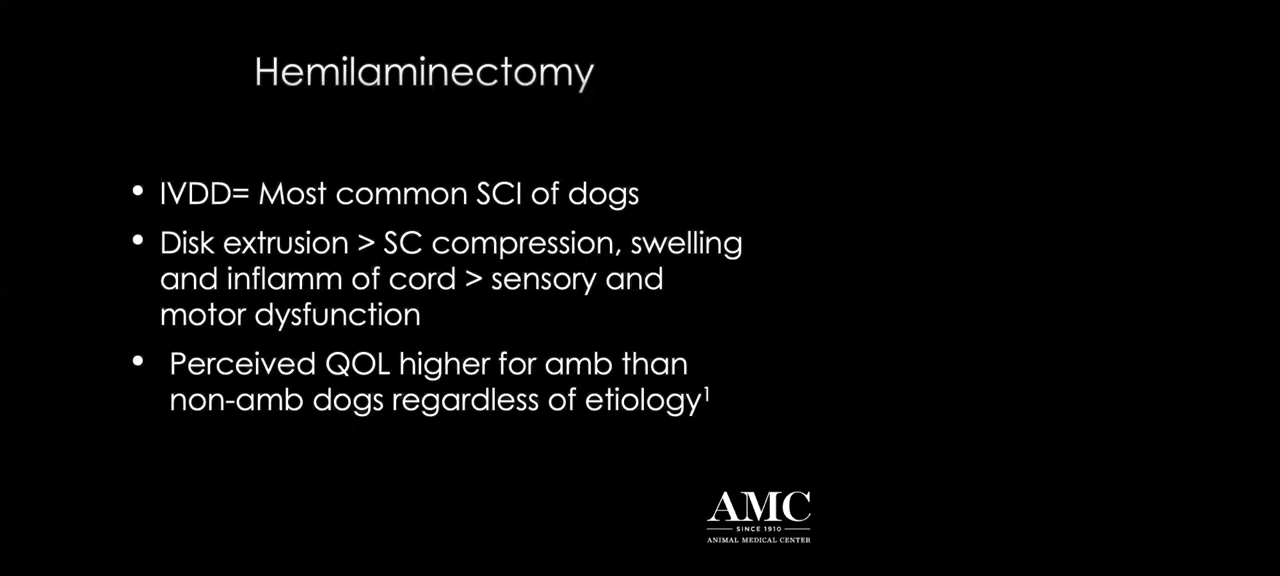 Hemilaminectomy
• IVDD= Most common SCI of dogs
• Disk extrusion > SC compression, swelling
and inflamm of cord > sensory and
motor dysfunction
• Perceived QOL higher for amb than
non-amb dogs regardless of etiology¹
AMC
SINCE 1910
ANIMAL MEDICAL CENTER